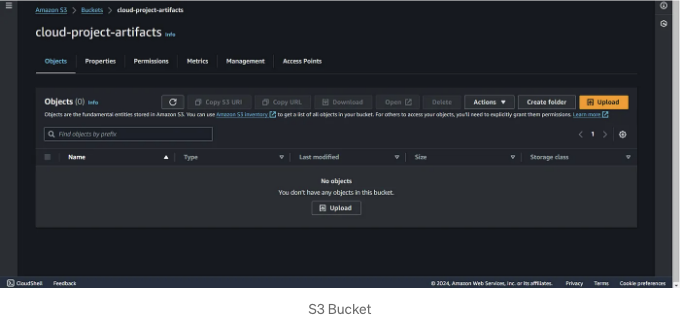 Amazon S3 > Buckets > cloud-project-artifacts
cloud-project-artifacts Info
Objects Properties Permissions Metrics Management Access Points
Objects (0) Info Copy S3 URI Copy URL Download Open Delete Actions Create folder Upload
Objects are the fundamental entities stored in Amazon S3. You can use Amazon S3 inventory to get a list of all objects in your bucket. For others to access your objects, you'll need to explicitly grant them permissions. Learn more
Find objects by prefix 1
Name Type Last modified Size Storage class
No objects
You don't have any objects in this bucket.
Upload
CloudShell Feedback © 2024, Amazon Web Services, Inc. or its affiliates. Privacy Terms Cookie preferences
S3 Bucket